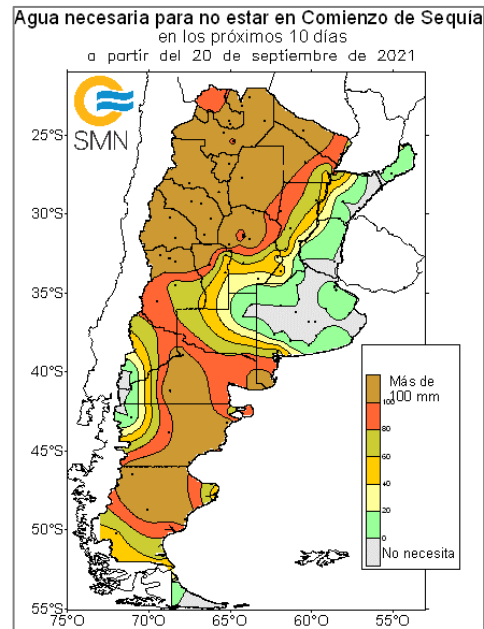 Agua necesaria para no estar en Comienzo de Sequía
en los próximos 10 días
a partir del 20 de septiembre de 2021
SMN
25°S
30°S
35°S
40°S
45°S
50°S
55°S
75°O
70°O
65°O
60°O
55°O
Más de
100 mm
100
80
60
40
20
0
No necesita